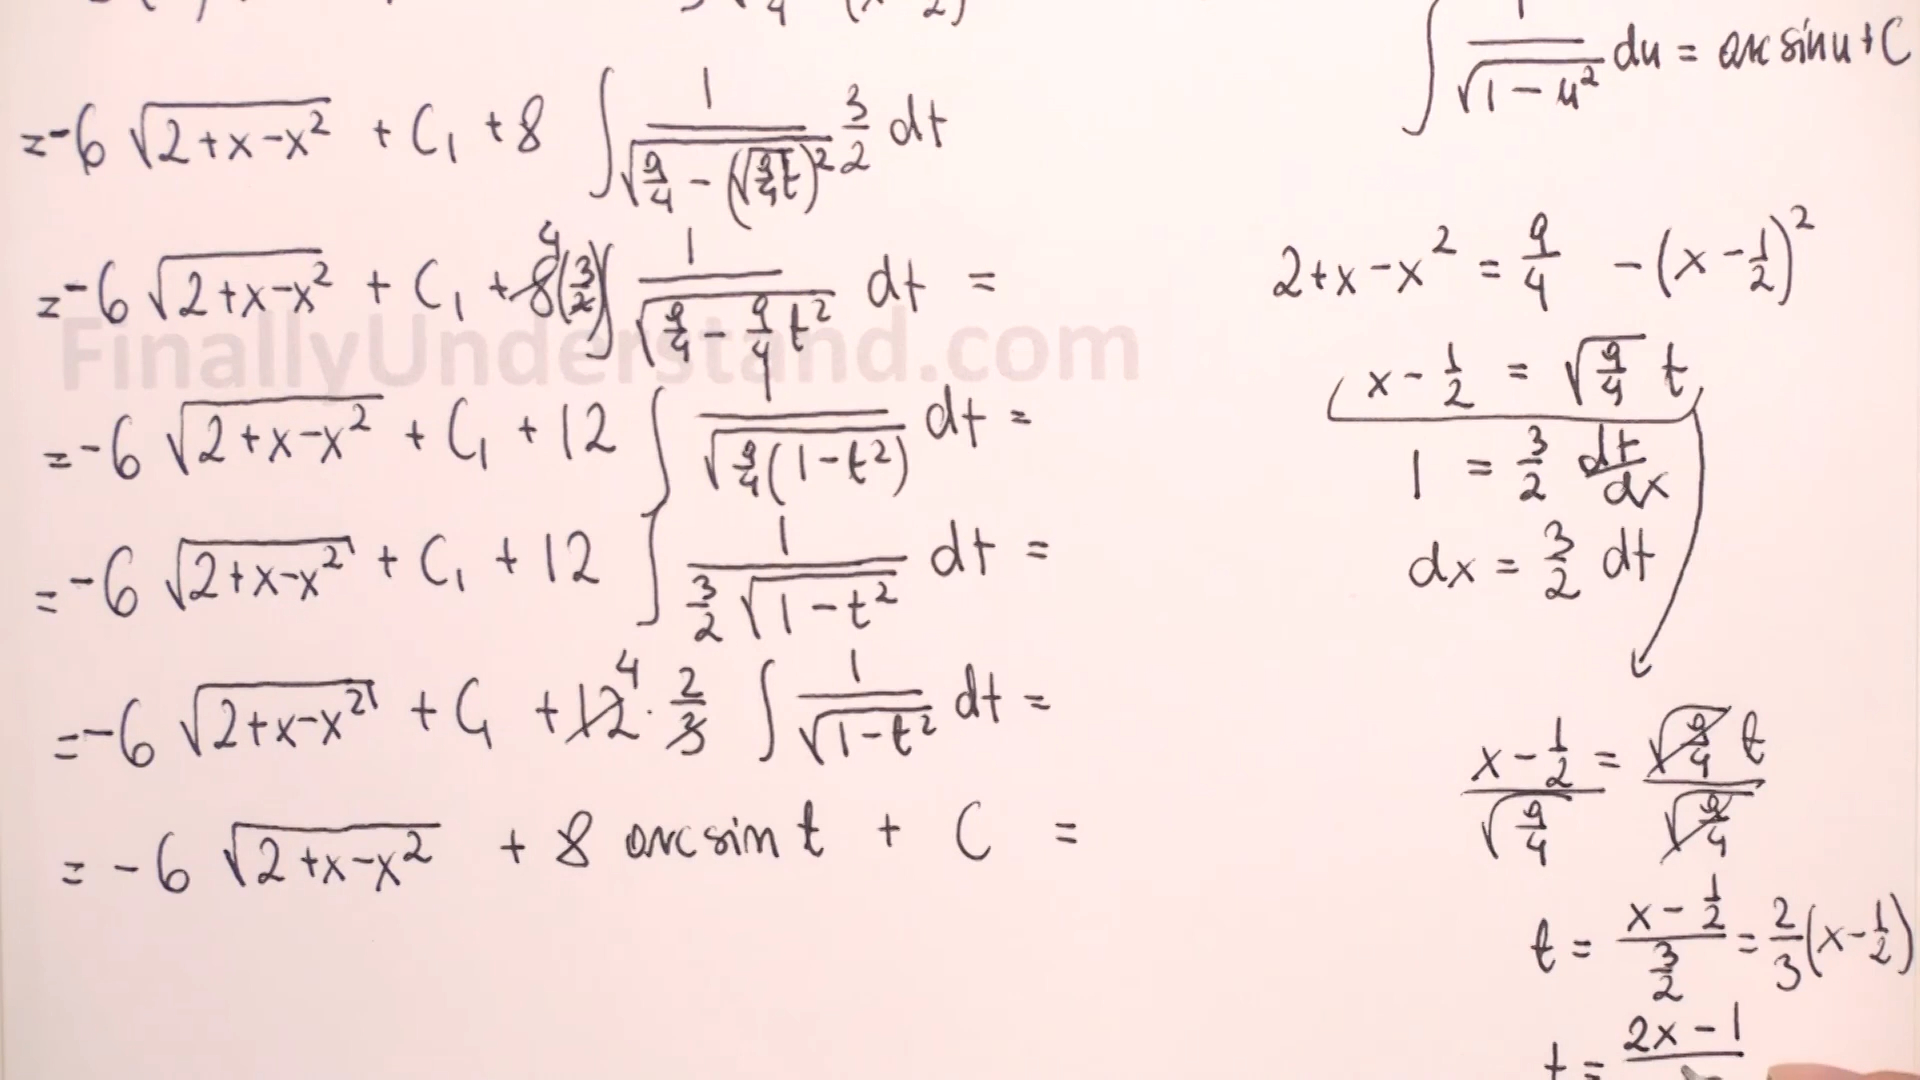 = -6 √(2+x-x²) + C₁ + 8 ∫ 1/√(9/4 - (√(9/4) t)²) 3/2 dt
= -6 √(2+x-x²) + C₁ + 8 4 (3/2) ∫ 1/√(9/4 - 9/4 t²) dt =
FinallyUnderstand.com
= -6 √(2+x-x²) + C₁ + 12 ∫ 1/√(9/4 (1-t²)) dt =
= -6 √(2+x-x²) + C₁ + 12 ∫ 1/(3/2 √(1-t²)) dt =
= -6 √(2+x-x²) + C₁ + 12 4 · 2/3 ∫ 1/√(1-t²) dt =
= -6 √(2+x-x²) + 8 arcsin t + C =
∫ 1/√(1-u²) du = arcsin u + C
2+x-x² = 9/4 - (x - 1/2)²
x - 1/2 = √(9/4) t
1 = 3/2 dt/dx
dx = 3/2 dt
(x - 1/2)/√(9/4) = √(9/4) t/√(9/4)
t = (x - 1/2)/(3/2) = 2/3 (x - 1/2)
t = 2x - 1